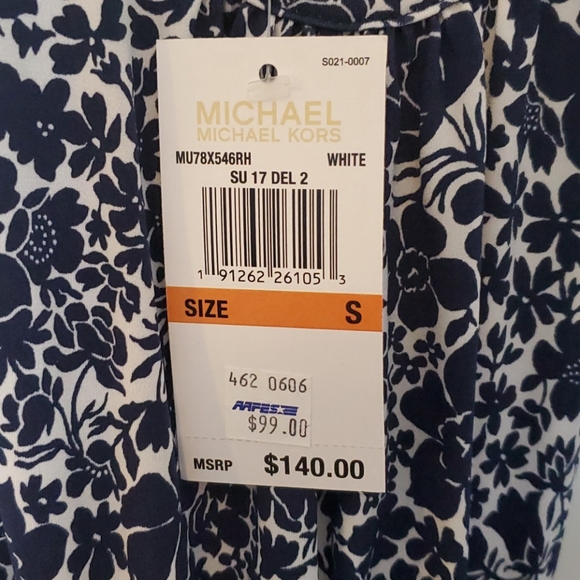 S021-0007
MICHAEL
MICHAEL KORS
MU78X546RH WHITE
SU 17 DEL 2
1 91262 26105 3
SIZE S
462 0606
AAFES
$99.00
MSRP $140.00